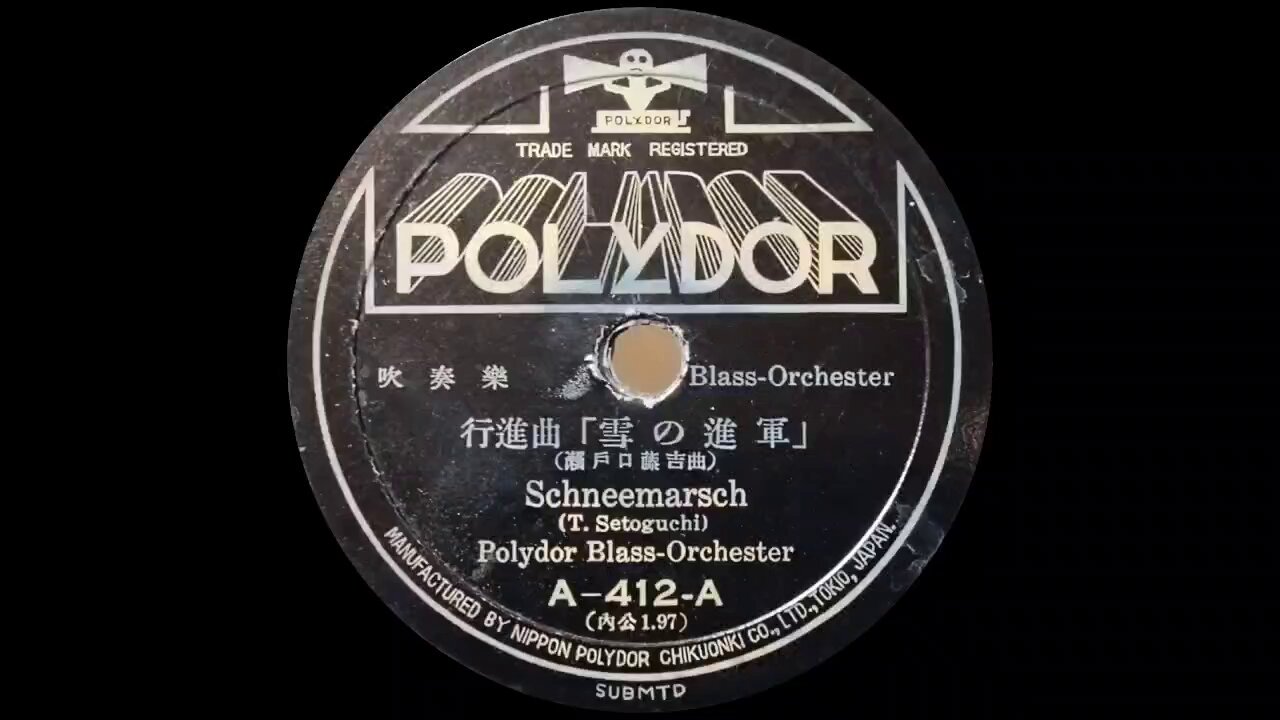 POLYDOR
TRADE MARK REGISTERED
POLYDOR
吹奏樂 Blass-Orchester
行進曲「雪の進軍」
(瀬戶口藤吉曲)
Schneemarsch
(T. Setoguchi)
Polydor Blass-Orchester
A-412-A
(內公1.97)
MANUFACTURED BY NIPPON POLYDOR CHIKUONKI CO., LTD., TOKIO, JAPAN.
SUBMTD